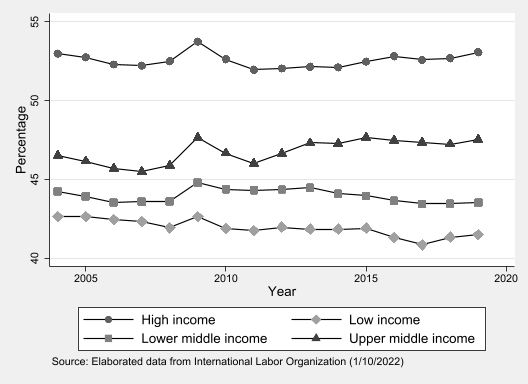 55
50
45
40
Percentage
2005
2010
2015
2020
Year
High income
Low income
Lower middle income
Upper middle income
Source: Elaborated data from International Labor Organization (1/10/2022)